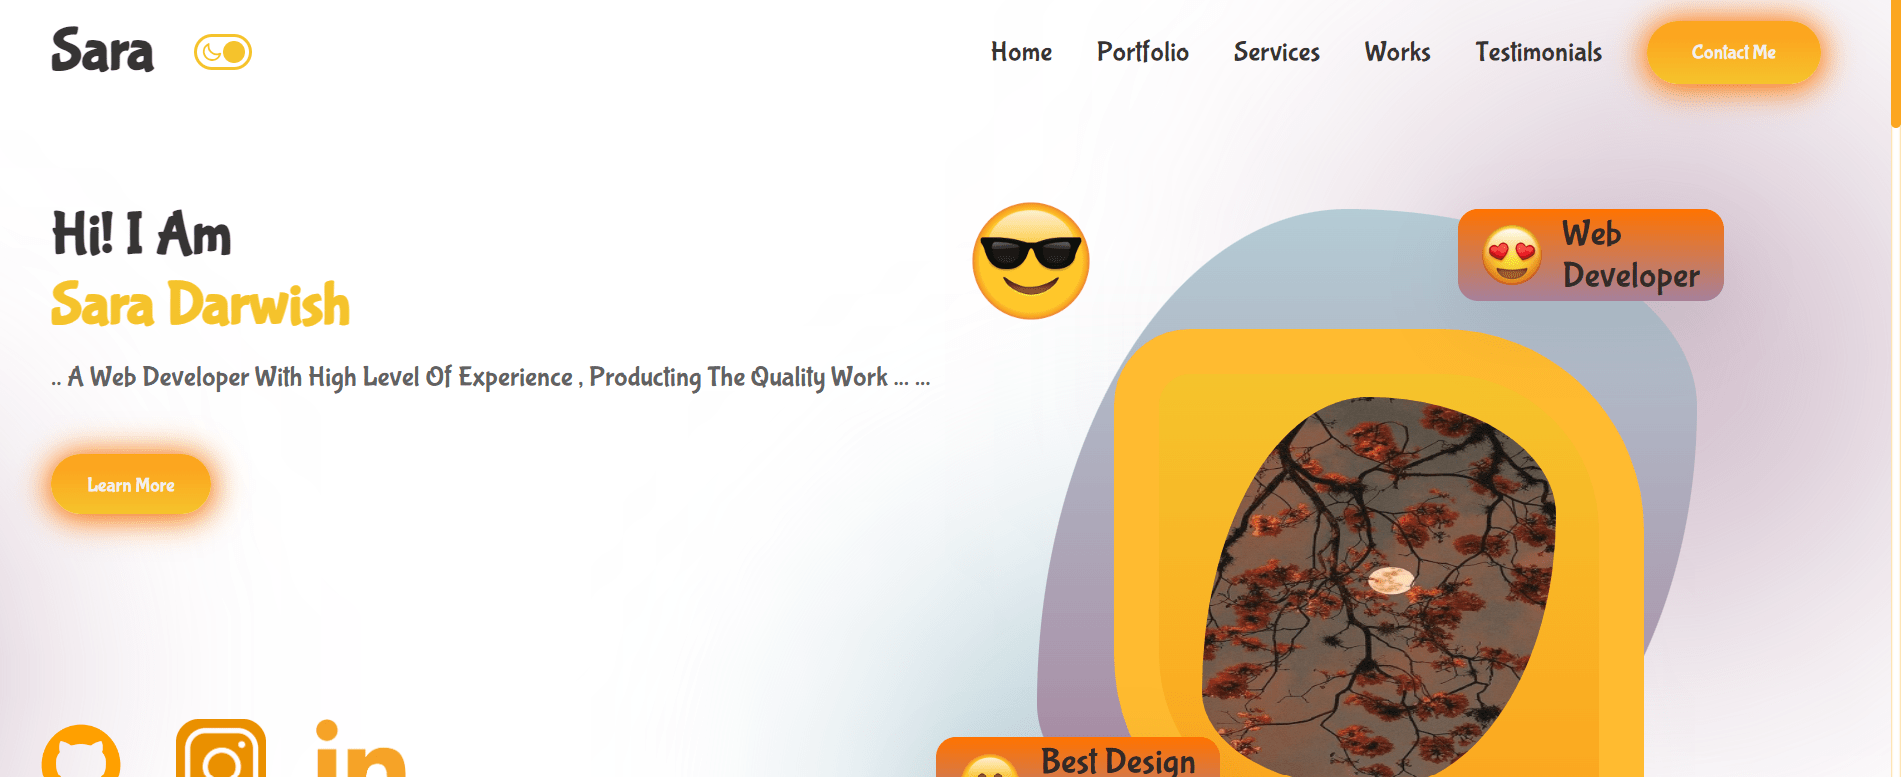 Sara
Home Portfolio Services Works Testimonials Contact Me
Hi! I Am
Sara Darwish
.. A Web Developer With High Level Of Experience , Producting The Quality Work ... ...
Learn More
Web
Developer
in
Best Design